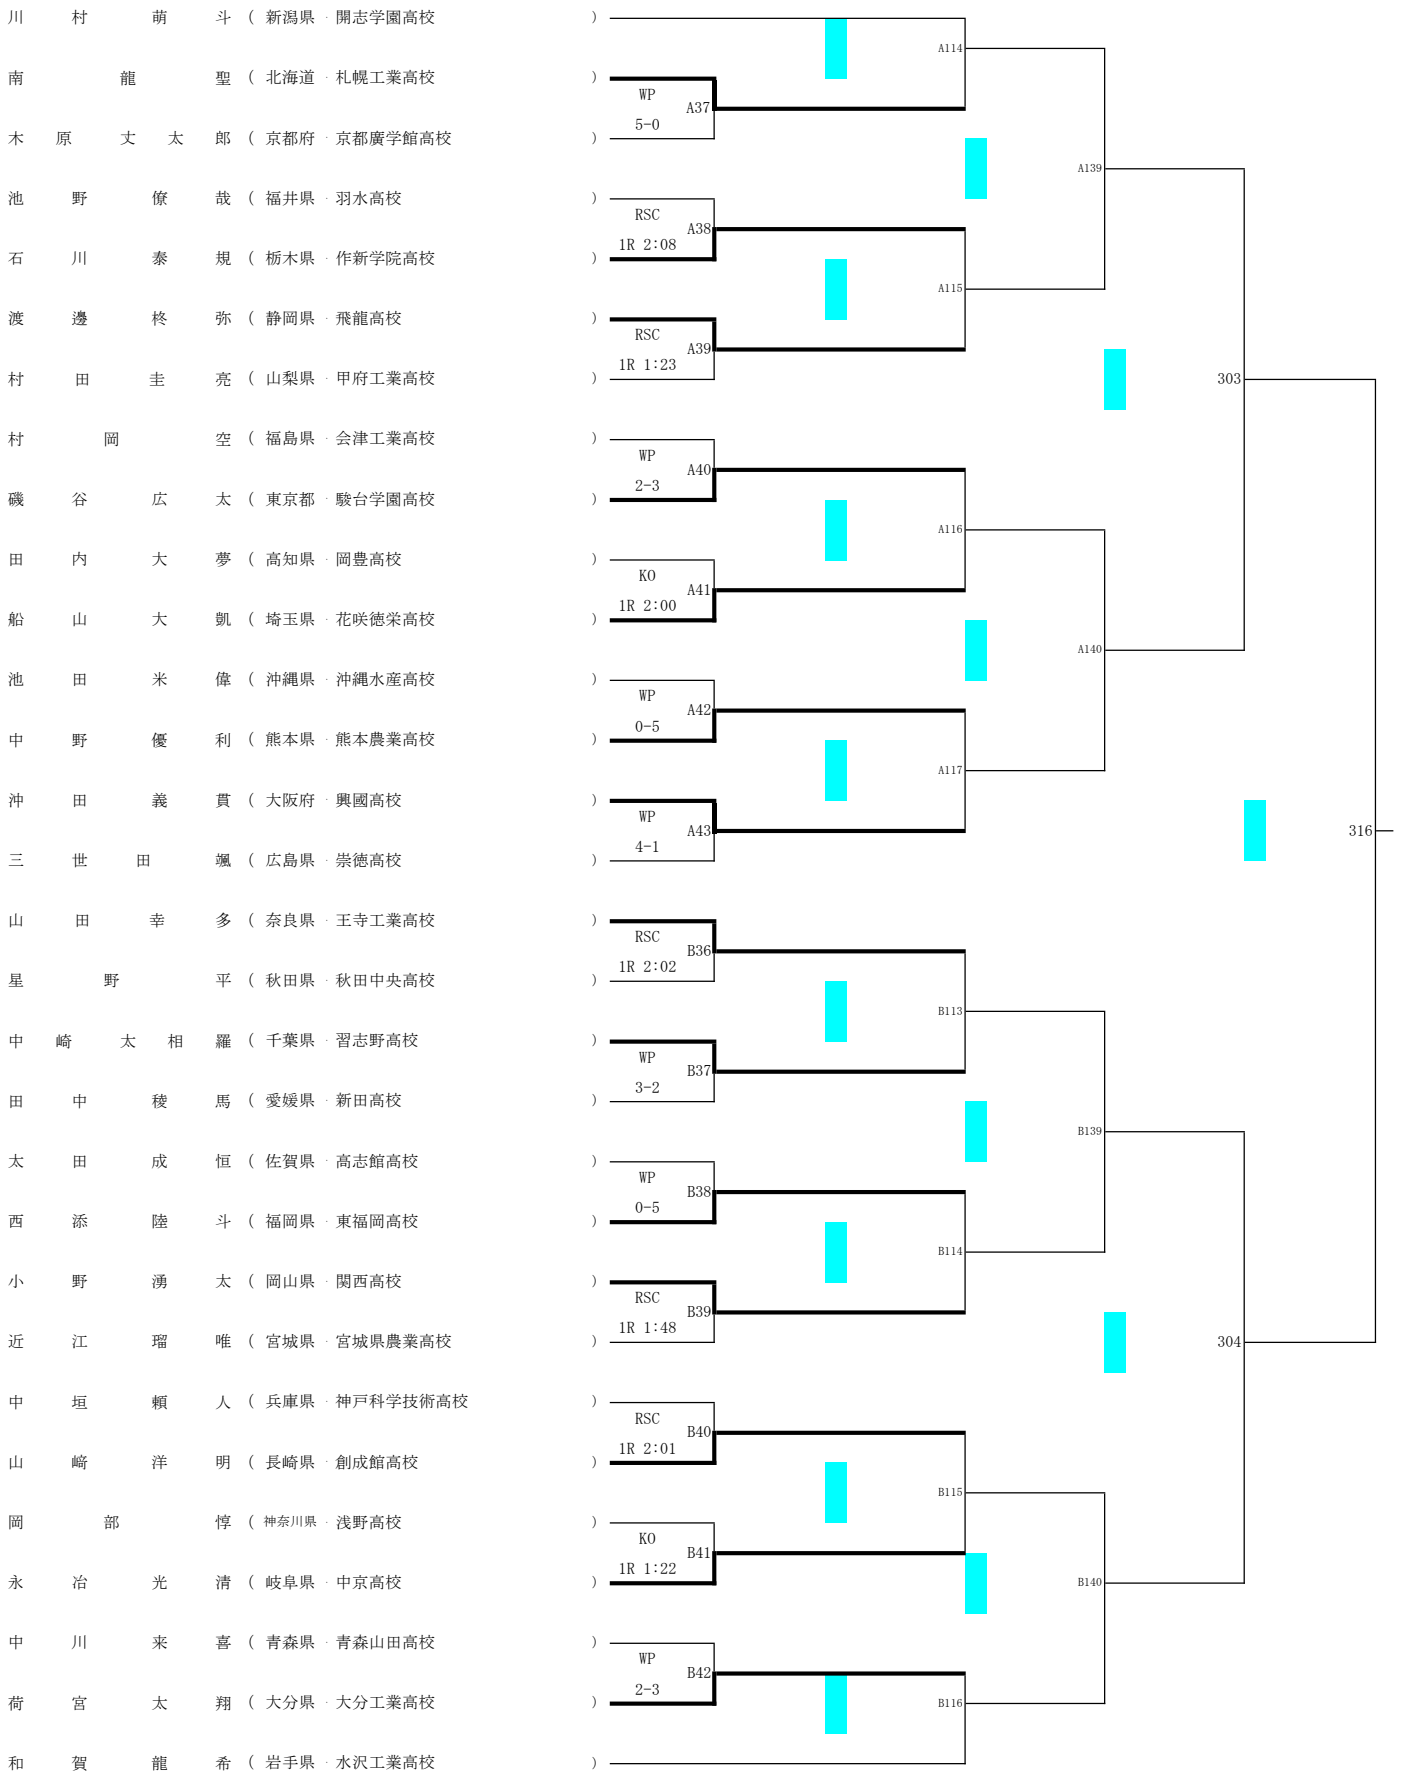 川村萌斗（新潟県・開志学園高校）
A114
南龍聖（北海道・札幌工業高校）
WP
A37
5-0
木原丈太郎（京都府・京都廣学館高校）
A139
池野僚哉（福井県・羽水高校）
RSC
A38
1R 2:08
石川泰規（栃木県・作新学院高校）
A115
渡邊柊弥（静岡県・飛龍高校）
RSC
A39
1R 1:23
村田圭亮（山梨県・甲府工業高校）
303
村岡空（福島県・会津工業高校）
WP
A40
2-3
磯谷広太（東京都・駿台学園高校）
A116
田内大夢（高知県・岡豊高校）
KO
A41
1R 2:00
船山大凱（埼玉県・花咲徳栄高校）
A140
池田米偉（沖縄県・沖縄水産高校）
WP
A42
0-5
中野優利（熊本県・熊本農業高校）
A117
沖田義貫（大阪府・興國高校）
WP
A43
316
4-1
三世田颯（広島県・崇徳高校）
山田幸多（奈良県・王寺工業高校）
RSC
B36
1R 2:02
星野平（秋田県・秋田中央高校）
B113
中崎太相羅（千葉県・習志野高校）
WP
B37
3-2
田中稜馬（愛媛県・新田高校）
B139
太田成恒（佐賀県・高志館高校）
WP
B38
0-5
西添陸斗（福岡県・東福岡高校）
B114
小野湧太（岡山県・関西高校）
RSC
B39
1R 1:48
近江瑠唯（宮城県・宮城県農業高校）
304
中垣頼人（兵庫県・神戸科学技術高校）
RSC
B40
1R 2:01
山﨑洋明（長崎県・創成館高校）
B115
岡部惇（神奈川県・浅野高校）
KO
B41
1R 1:22
永冶光清（岐阜県・中京高校）
B140
中川来喜（青森県・青森山田高校）
WP
B42
2-3
荷宮太翔（大分県・大分工業高校）
B116
和賀龍希（岩手県・水沢工業高校）